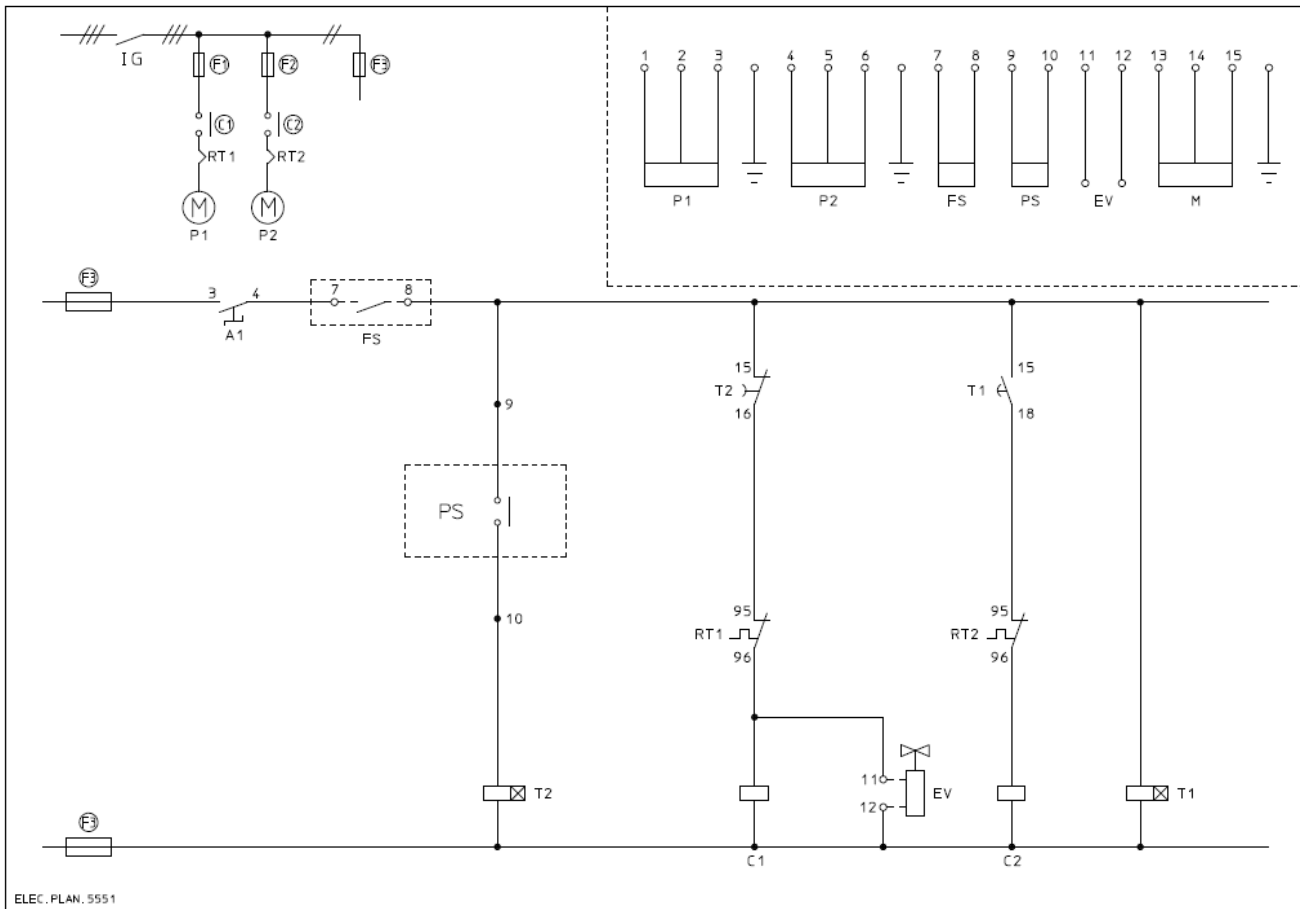 IG
F1
F2
F3
C1
C2
RT1
RT2
M
M
P1
P2
1 2 3 4 5 6 7 8 9 10 11 12 13 14 15
P1 P2 FS PS EV M
F3
3 4
A1
7 8
FS
9
PS
10
T2
15
T2
16
95
RT1
96
11
12
EV
C1
15
T1
18
95
RT2
96
C2
T1
F3
ELEC.PLAN.5551